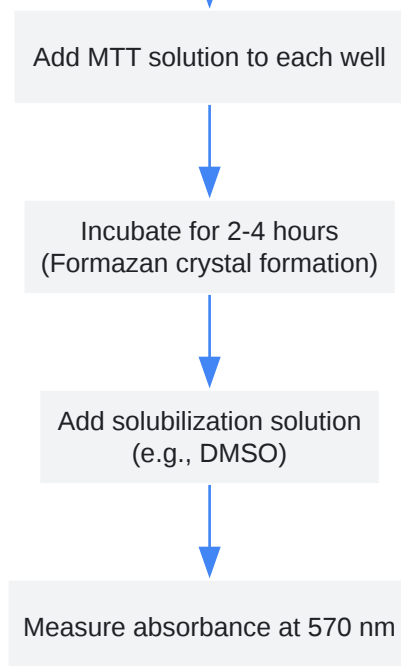 Add MTT solution to each well
Incubate for 2-4 hours
(Formazan crystal formation)
Add solubilization solution
(e.g., DMSO)
Measure absorbance at 570 nm